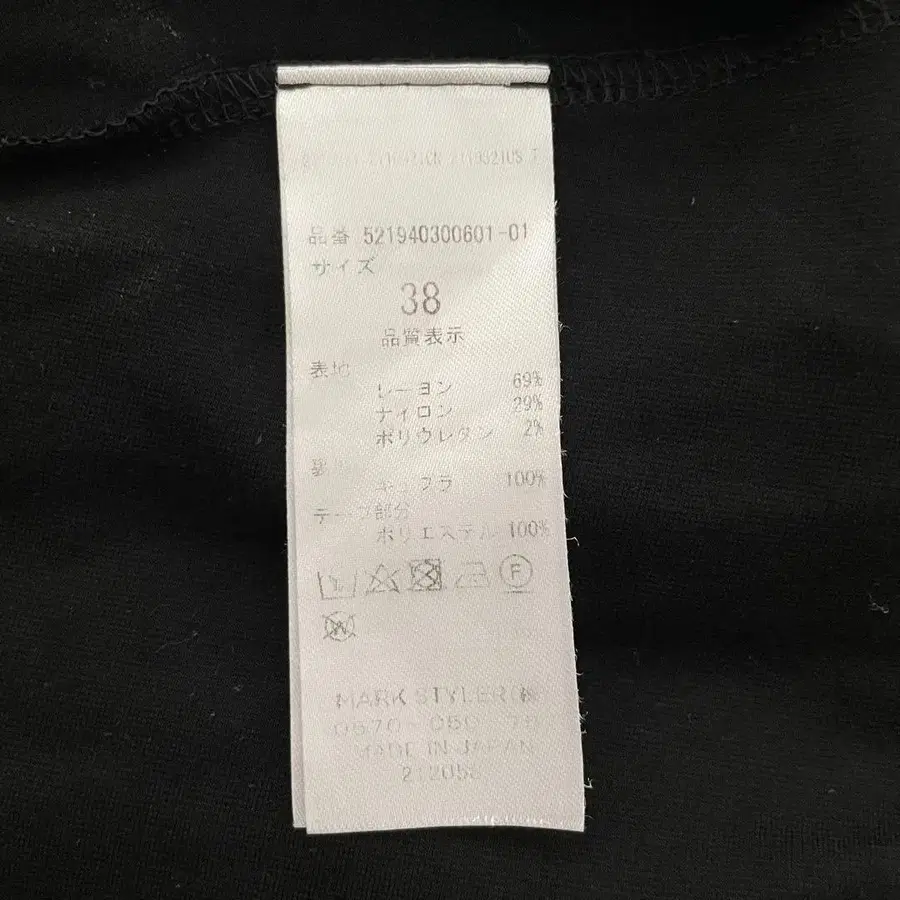 品番 521940300601-01
サイズ
38
品質表示
表地
レーヨン 69%
ナイロン 29%
ポリウレタン 2%
キュプラ 100%
テープ部分
ポリエステル 100%
F
W
MARK STYLER(株
MADE IN JAPAN